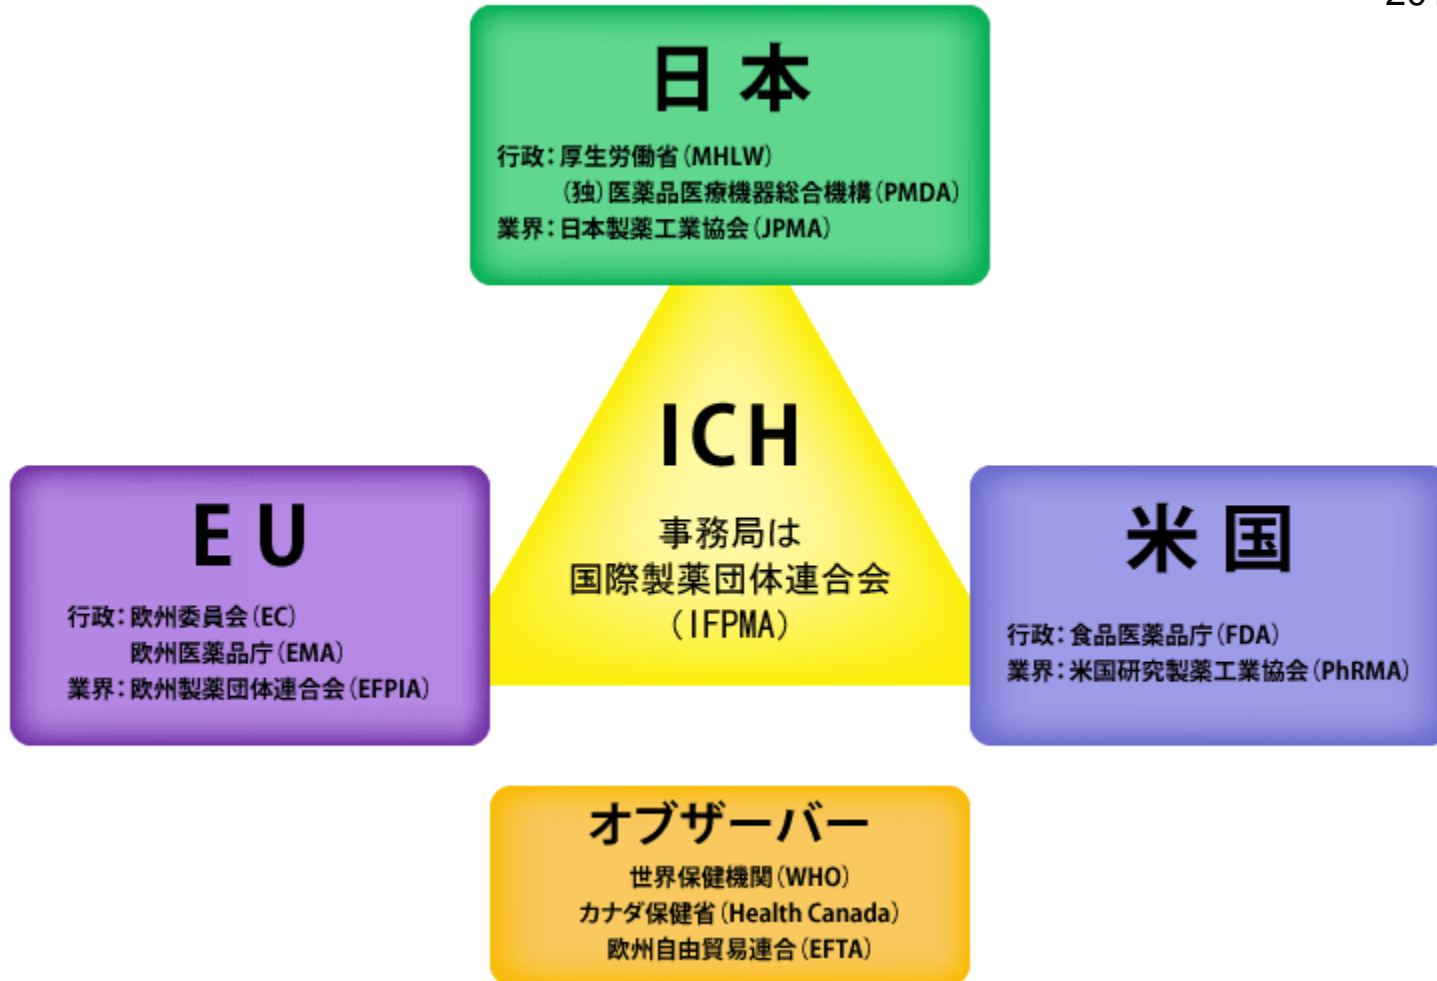 日本
行政：厚生労働省（MHLW）
（独）医薬品医療機器総合機構（PMDA）
業界：日本製薬工業協会（JPMA）
ICH
事務局は
国際製薬団体連合会
（IFPMA）
EU
行政：欧州委員会（EC）
欧州医薬品庁（EMA）
業界：欧州製薬団体連合会（EFPIA）
米国
行政：食品医薬品庁（FDA）
業界：米国研究製薬工業協会（PhRMA）
オブザーバー
世界保健機関（WHO）
カナダ保健省（Health Canada）
欧州自由貿易連合（EFTA）